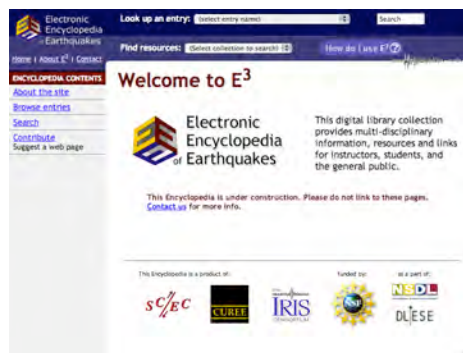 Electronic
Encyclopedia
of Earthquakes
Look up an entry: (select entry name) Search
Find resources: (Select collection to search) How do I use E³?
Home | About E³ | Contact
ENCYCLOPEDIA CONTENTS
About the site
Browse entries
Search
Contribute
Suggest a web page
Welcome to E³
Electronic
Encyclopedia
of Earthquakes
This digital library collection
provides multi-disciplinary
information, resources and links
for instructors, students, and
the general public.
This Encyclopedia is under construction. Please do not link to these pages.
Contact us for more info.
This Encyclopedia is a product of: funded by: as a part of:
SC/EC CUREE IRIS NSF NSDL
CONSORTIUM
DLESE